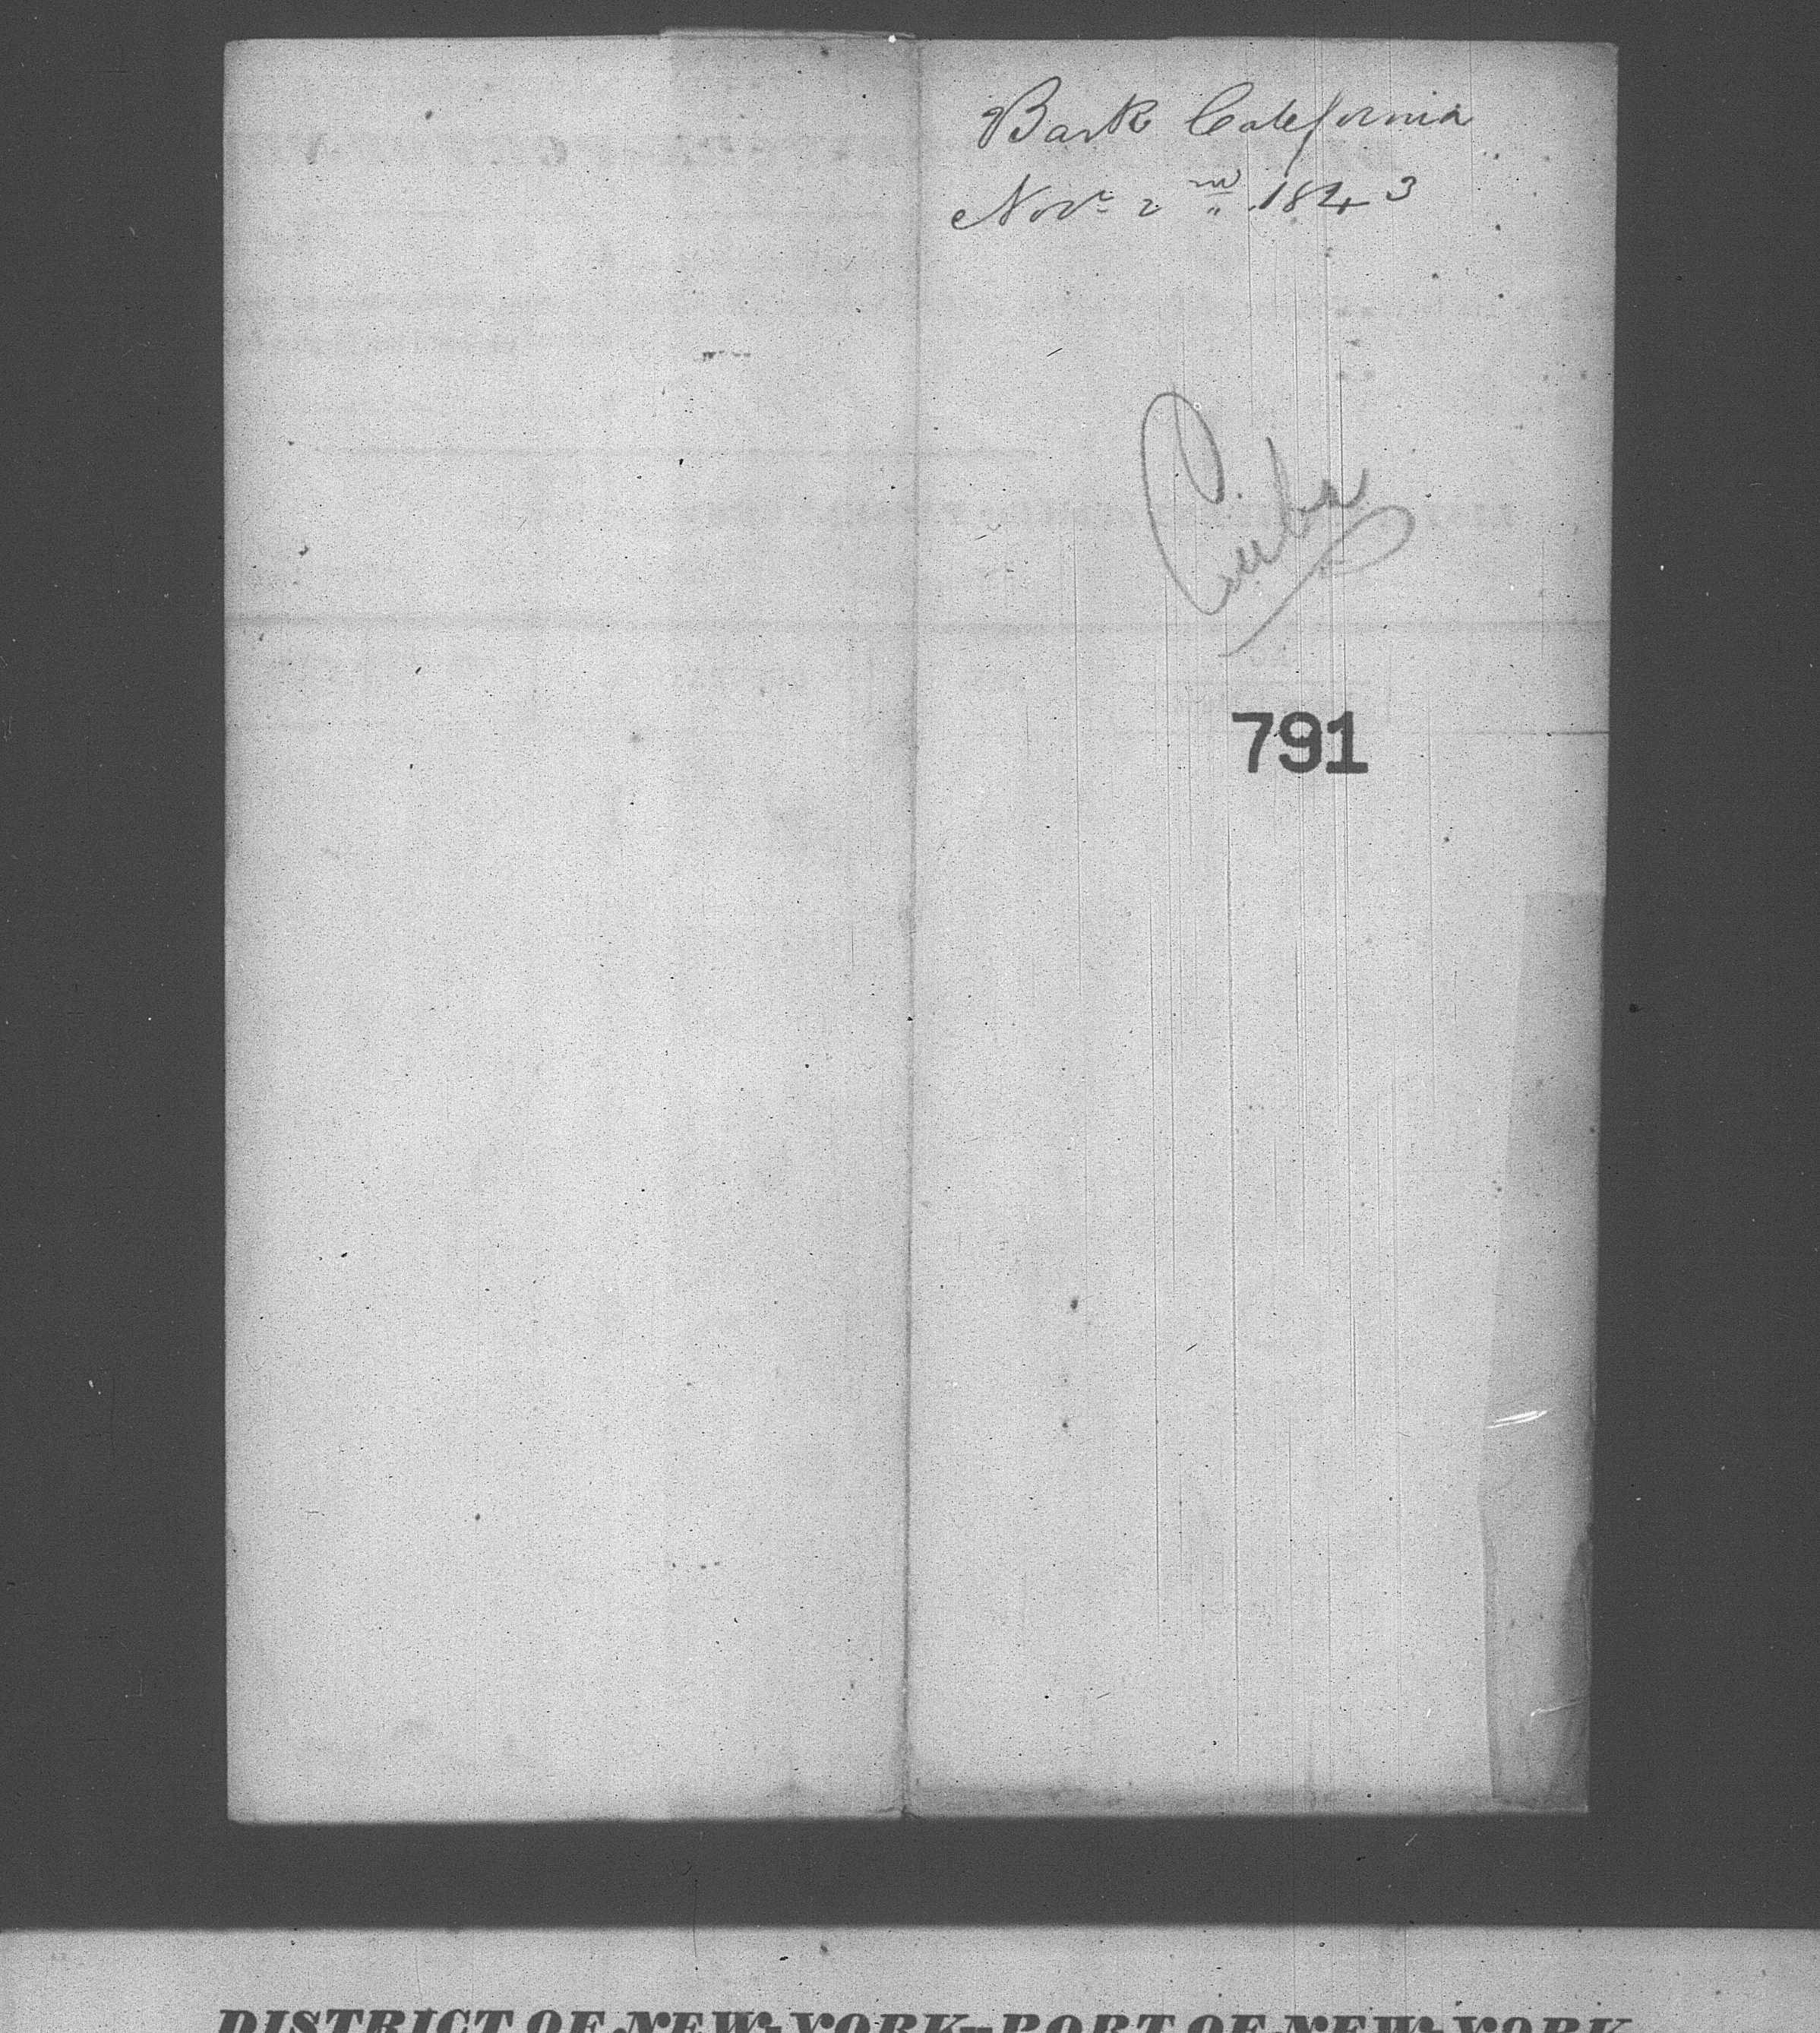 Bark California
Novr 2nd 1843
Cuba
791
DISTRICT OF NEW-YORK--PORT OF NEW-YORK